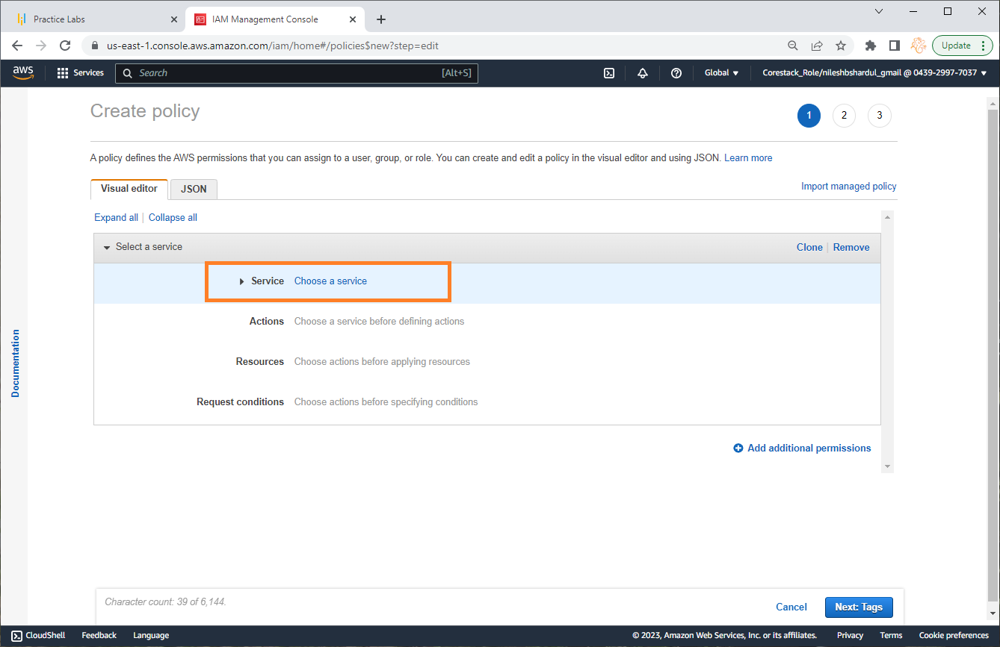 Practice Labs
IAM Management Console
us-east-1.console.aws.amazon.com/iam/home#/policies$new?step=edit
Update
aws
Services
Search
[Alt+S]
Global
Corestack_Role/nileshbshardul_gmail @ 0439-2997-7037
Create policy
1
2
3
A policy defines the AWS permissions that you can assign to a user, group, or role. You can create and edit a policy in the visual editor and using JSON. Learn more
Visual editor
JSON
Import managed policy
Expand all | Collapse all
Select a service
Clone | Remove
Service Choose a service
Actions Choose a service before defining actions
Resources Choose actions before applying resources
Request conditions Choose actions before specifying conditions
Documentation
Add additional permissions
Character count: 39 of 6,144.
Cancel
Next: Tags
CloudShell
Feedback
Language
© 2023, Amazon Web Services, Inc. or its affiliates.
Privacy
Terms
Cookie preferences